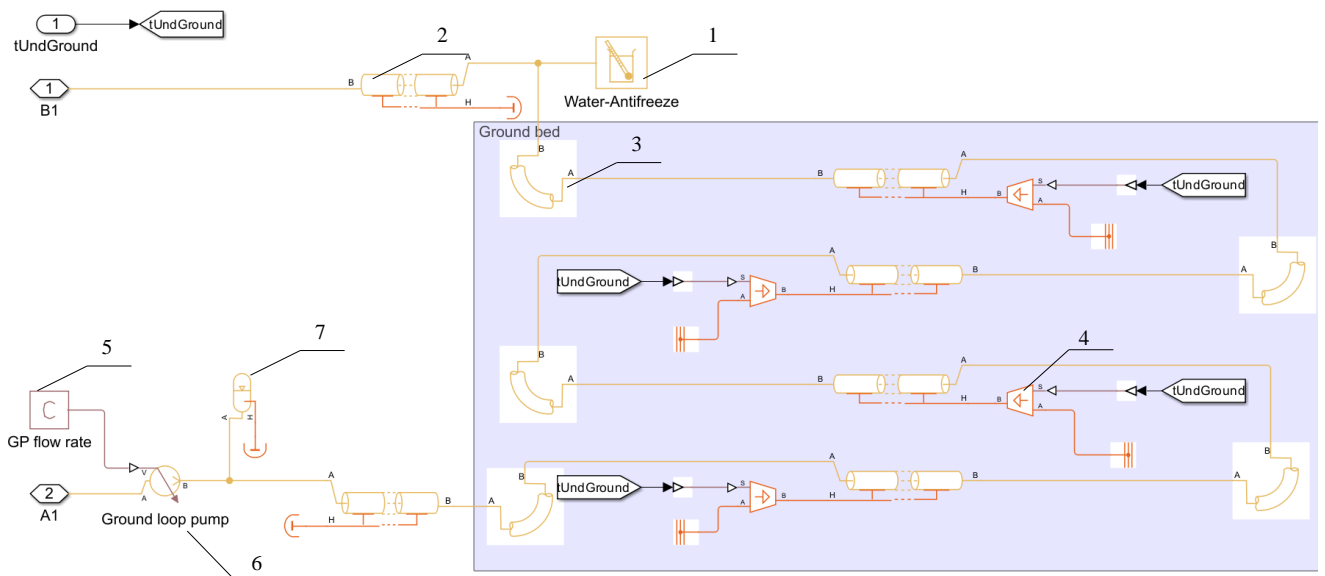 1
tUndGround
tUndGround
2
1
A
B
1
H
Water-Antifreeze
B1
Ground bed
B
3
A
B
A
A
S
tUndGround
H
B
A
B
A
B
A
tUndGround
S
B
H
A
A
B
7
5
4
A
B
A
C
A
S
tUndGround
H
B
A
A
H
GP flow rate
B
A
B
V
A
B
tUndGround
S
B
A
2
A
B
B
A
H
A
A1
Ground loop pump
H
6